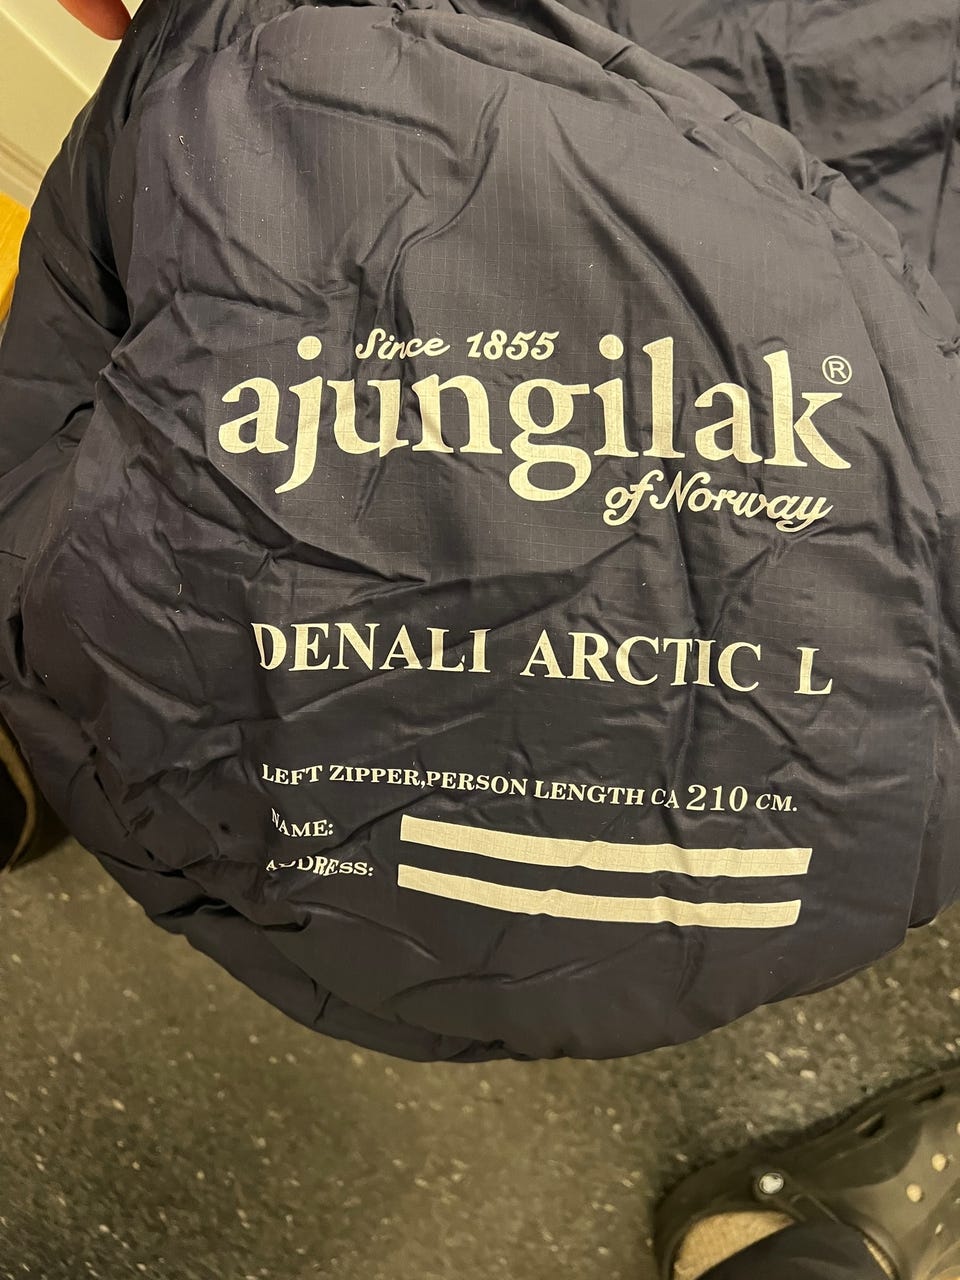 Since 1855
ajungilak®
of Norway
DENALI ARCTIC L
LEFT ZIPPER,PERSON LENGTH CA 210 CM.
NAME:
ADDRESS: